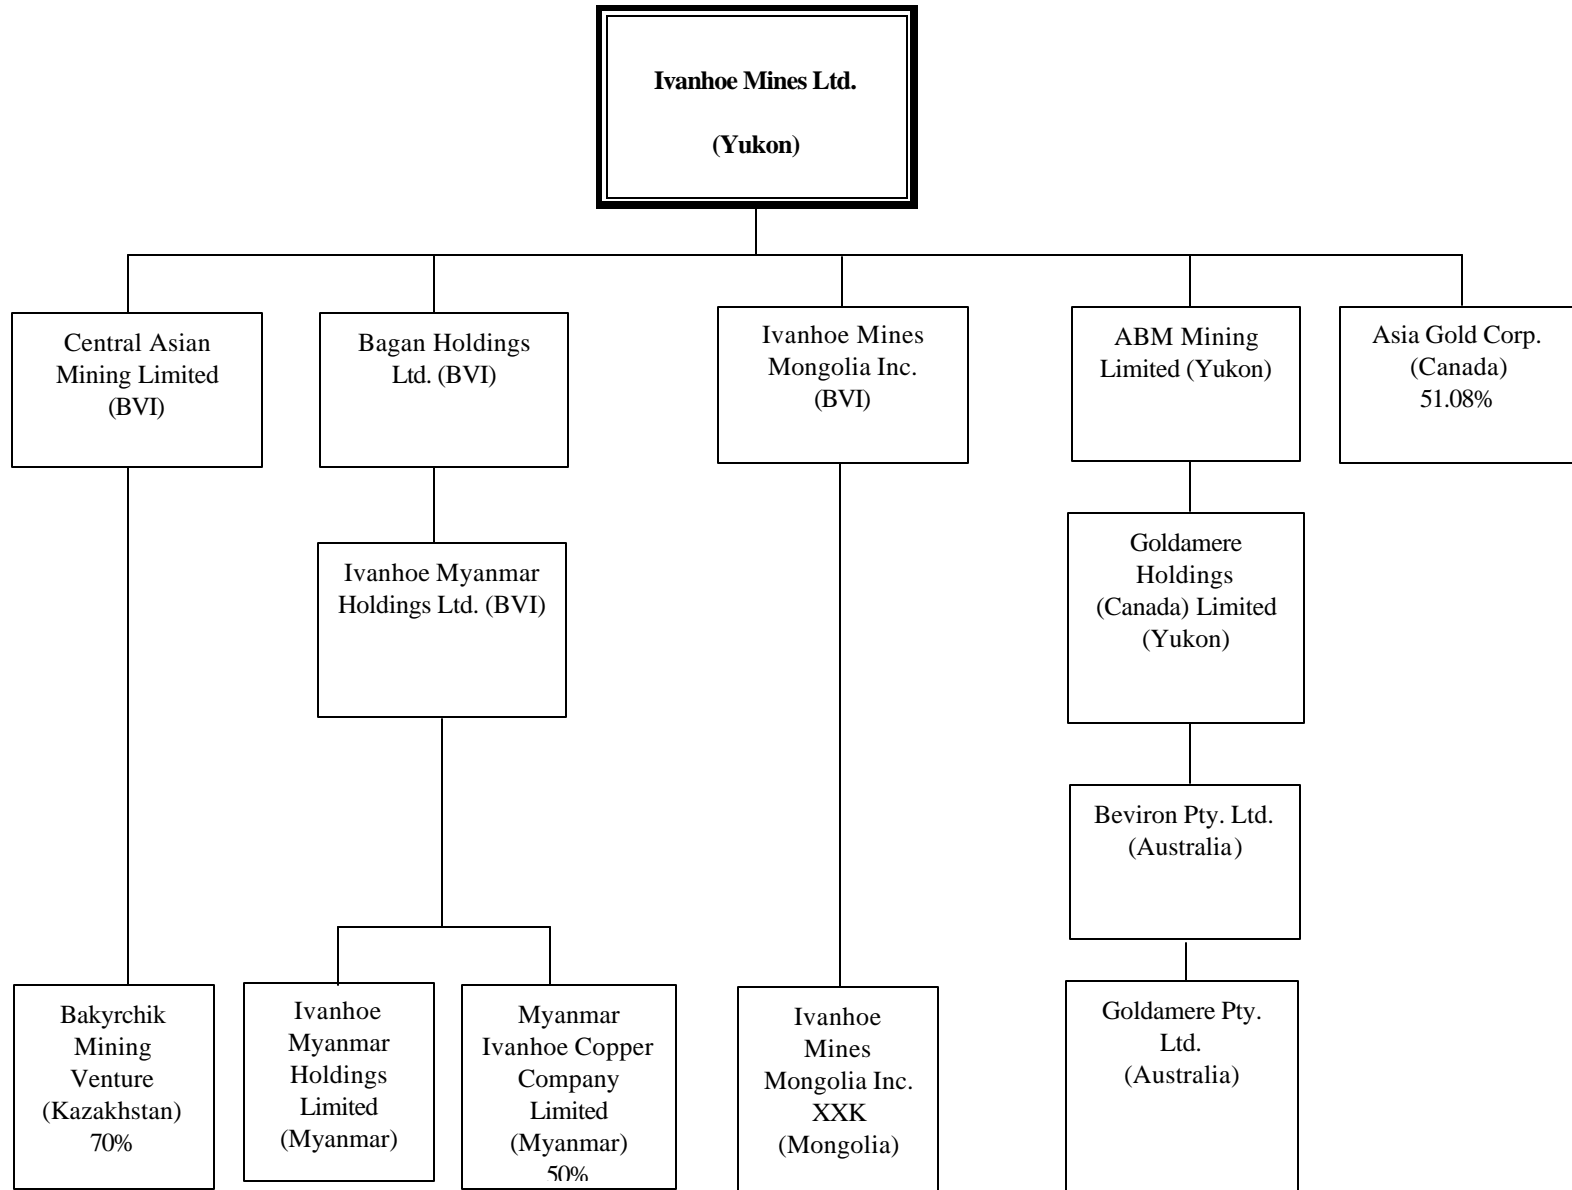 Ivanhoe Mines Ltd.
(Yukon)
Central Asian
Mining Limited
(BVI)
Bagan Holdings
Ltd. (BVI)
Ivanhoe Mines
Mongolia Inc.
(BVI)
ABM Mining
Limited (Yukon)
Asia Gold Corp.
(Canada)
51.08%
Ivanhoe Myanmar
Holdings Ltd. (BVI)
Goldamere
Holdings
(Canada) Limited
(Yukon)
Beviron Pty. Ltd.
(Australia)
Bakyrchik
Mining
Venture
(Kazakhstan)
70%
Ivanhoe
Myanmar
Holdings
Limited
(Myanmar)
Myanmar
Ivanhoe Copper
Company
Limited
(Myanmar)
50%
Ivanhoe
Mines
Mongolia Inc.
XXK
(Mongolia)
Goldamere Pty.
Ltd.
(Australia)